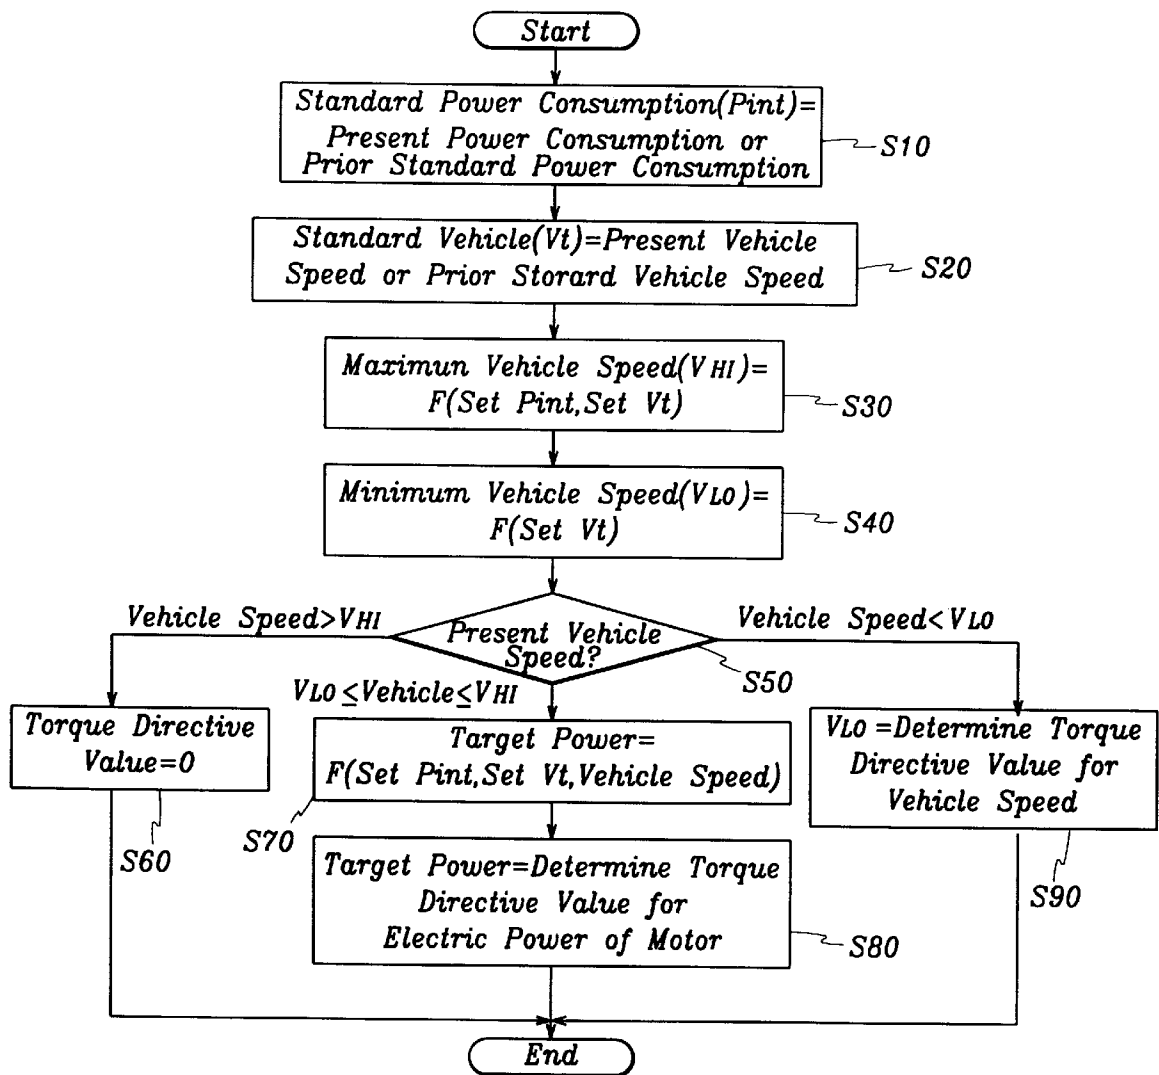 Start
Standard Power Consumption(Pint)=
Present Power Consumption or
Prior Standard Power Consumption
S10
Standard Vehicle(Vt)=Present Vehicle
Speed or Prior Storard Vehicle Speed
S20
Maximun Vehicle Speed(VHI)=
F(Set Pint,Set Vt)
S30
Minimum Vehicle Speed(VLO)=
F(Set Vt)
S40
Vehicle Speed>VHI
Present Vehicle
Speed?
S50
Vehicle Speed<VLO
VLO≤Vehicle≤VHI
Torque Directive
Value=0
S60
Target Power=
F(Set Pint,Set Vt,Vehicle Speed)
S70
VLO=Determine Torque
Directive Value for
Vehicle Speed
S90
Target Power=Determine Torque
Directive Value for
Electric Power of Motor
S80
End